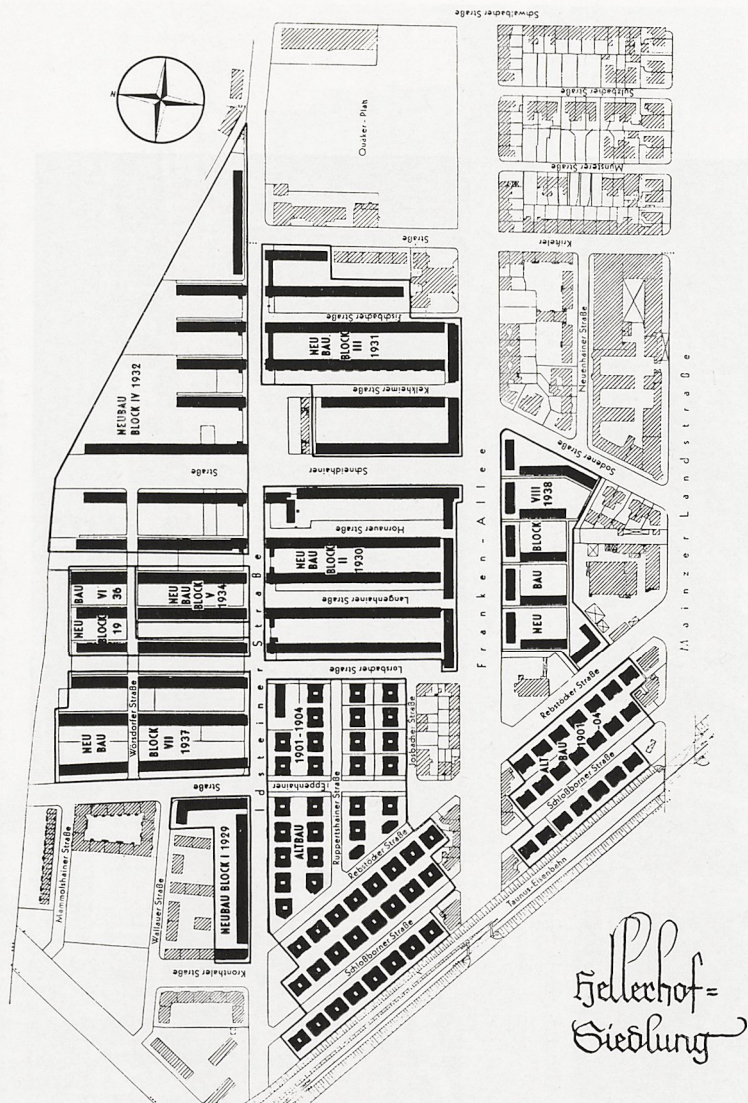 Schwalbacher Straße
N
Quäker-Plan
Sulzbacher Straße
Münsterer Straße
Straße
Krifteler
Fischbacher Straße
NEU
BAU.
BLOCK
III
1931
Neuenhainer Straße
NEUBAU
BLOCK IV 1932
Kelkheimer Straße
Straße
Schneidhainer
Sodener Straße
Mainzer Landstraße
Franken-Allee
Hornauer Straße
NEU
BAU
BLOCK
II
1930
NEU
BAU
BLOCK
VIII
1938
Langenhainer Straße
NEU
BAU
BLOCK
VI
19
36
NEU
BAU
BLOCK
V
1934
Idsteiner Straße
Lorsbacher Straße
Wörsdorfer Straße
NEU
BAU
BLOCK
VII
1937
1901-1904
ALTBAU
Eppenhainer
Straße
Ruppertshainer Straße
Josbacher Straße
Rebstöcker Straße
ALT
BAU
1901
-04
Schloßborner Straße
Mammolshainer Straße
Wallauer Straße
NEUBAU BLOCK I 1929
Rebstöcker Straße
Schloßborner Straße
Taunus-Eisenbahn
Kronthaler Straße
Hellerhof=
Siedlung